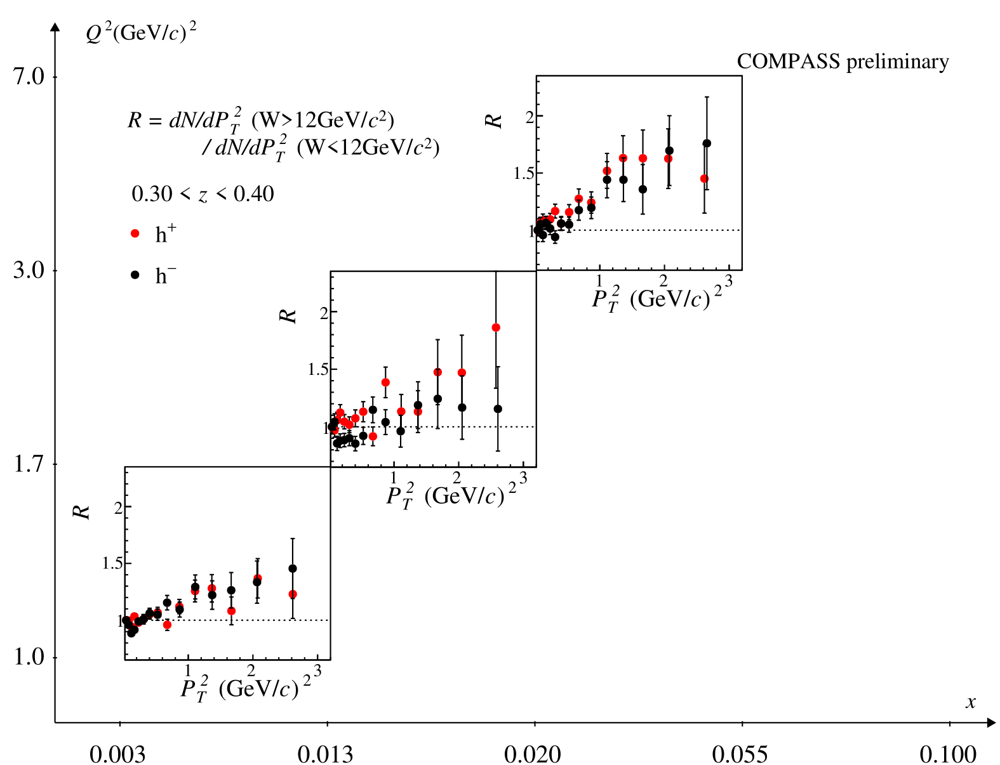 Q²(GeV/c)²
COMPASS preliminary
7.0
R = dN/dP_T² (W>12GeV/c²)
/ dN/dP_T² (W<12GeV/c²)
0.30 < z < 0.40
h⁺
h⁻
3.0
1.7
1.0
R
2
1.5
1
1 2 3
P_T² (GeV/c)²
R
2
1.5
1
1 2 3
P_T² (GeV/c)²
R
2
1.5
1
1 2 3
P_T² (GeV/c)²
x
0.003 0.013 0.020 0.055 0.100